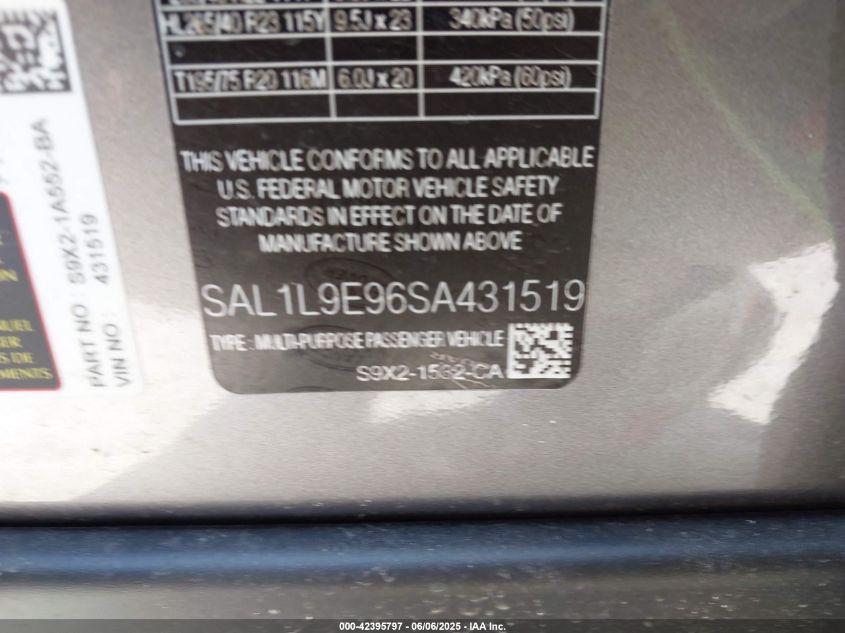 HL265/40 R23 115Y 9.5J x 23 340kPa (50psi)
T195/75 R20 116M 6.0J x 20 420kPa (60psi)
THIS VEHICLE CONFORMS TO ALL APPLICABLE
U.S. FEDERAL MOTOR VEHICLE SAFETY
STANDARDS IN EFFECT ON THE DATE OF
MANUFACTURE SHOWN ABOVE
SAL1L9E96SA431519
TYPE : MULTI-PURPOSE PASSENGER VEHICLE
S9X2-1532-CA
PART NO : S9X2-1A552-BA
VIN NO : 431519
DE
000-42395797 - 06/06/2025 - IAA Inc.